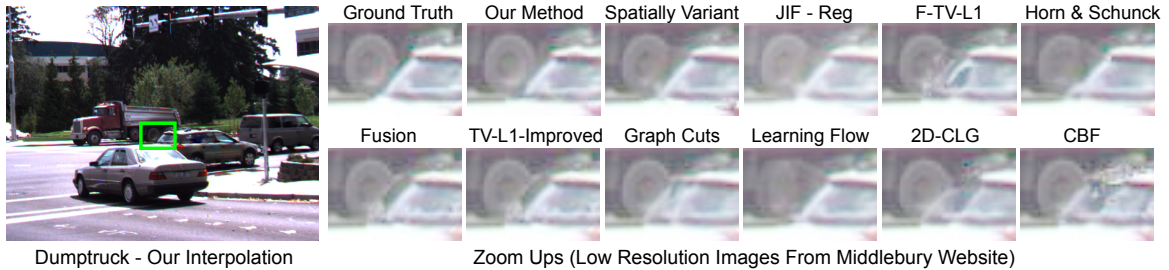 Ground Truth Our Method Spatially Variant JIF - Reg F-TV-L1 Horn & Schunck
Fusion TV-L1-Improved Graph Cuts Learning Flow 2D-CLG CBF
Dumptruck - Our Interpolation Zoom Ups (Low Resolution Images From Middlebury Website)